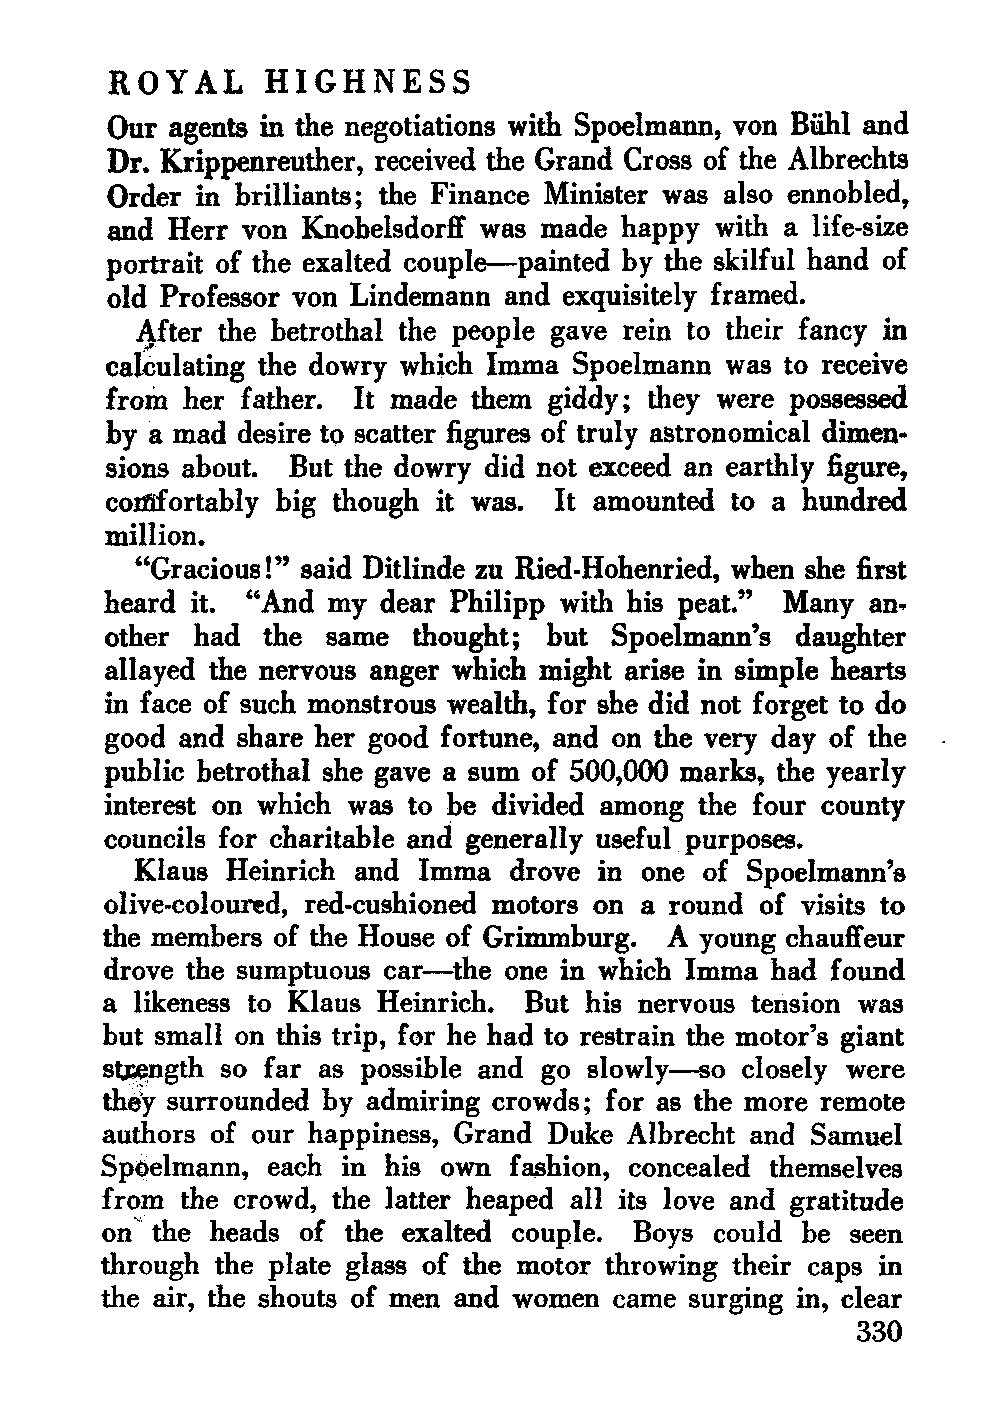 ROYAL HIGHNESS
Our agents in the negotiations with Spoelmann, von Bühl and
Dr. Krippenreuther, received the Grand Cross of the Albrechts
Order in brilliants; the Finance Minister was also ennobled,
and Herr von Knobelsdorff was made happy with a life-size
portrait of the exalted couple—painted by the skilful hand of
old Professor von Lindemann and exquisitely framed.
After the betrothal the people gave rein to their fancy in
calculating the dowry which Imma Spoelmann was to receive
from her father. It made them giddy; they were possessed
by a mad desire to scatter figures of truly astronomical dimen-
sions about. But the dowry did not exceed an earthly figure,
comfortably big though it was. It amounted to a hundred
million.
“Gracious!” said Ditlinde zu Ried-Hohenried, when she first
heard it. “And my dear Philipp with his peat.” Many an-
other had the same thought; but Spoelmann’s daughter
allayed the nervous anger which might arise in simple hearts
in face of such monstrous wealth, for she did not forget to do
good and share her good fortune, and on the very day of the
public betrothal she gave a sum of 500,000 marks, the yearly
interest on which was to be divided among the four county
councils for charitable and generally useful purposes.
Klaus Heinrich and Imma drove in one of Spoelmann’s
olive-coloured, red-cushioned motors on a round of visits to
the members of the House of Grimmburg. A young chauffeur
drove the sumptuous car—the one in which Imma had found
a likeness to Klaus Heinrich. But his nervous tension was
but small on this trip, for he had to restrain the motor’s giant
strength so far as possible and go slowly—so closely were
they surrounded by admiring crowds; for as the more remote
authors of our happiness, Grand Duke Albrecht and Samuel
Spoelmann, each in his own fashion, concealed themselves
from the crowd, the latter heaped all its love and gratitude
on the heads of the exalted couple. Boys could be seen
through the plate glass of the motor throwing their caps in
the air, the shouts of men and women came surging in, clear
330